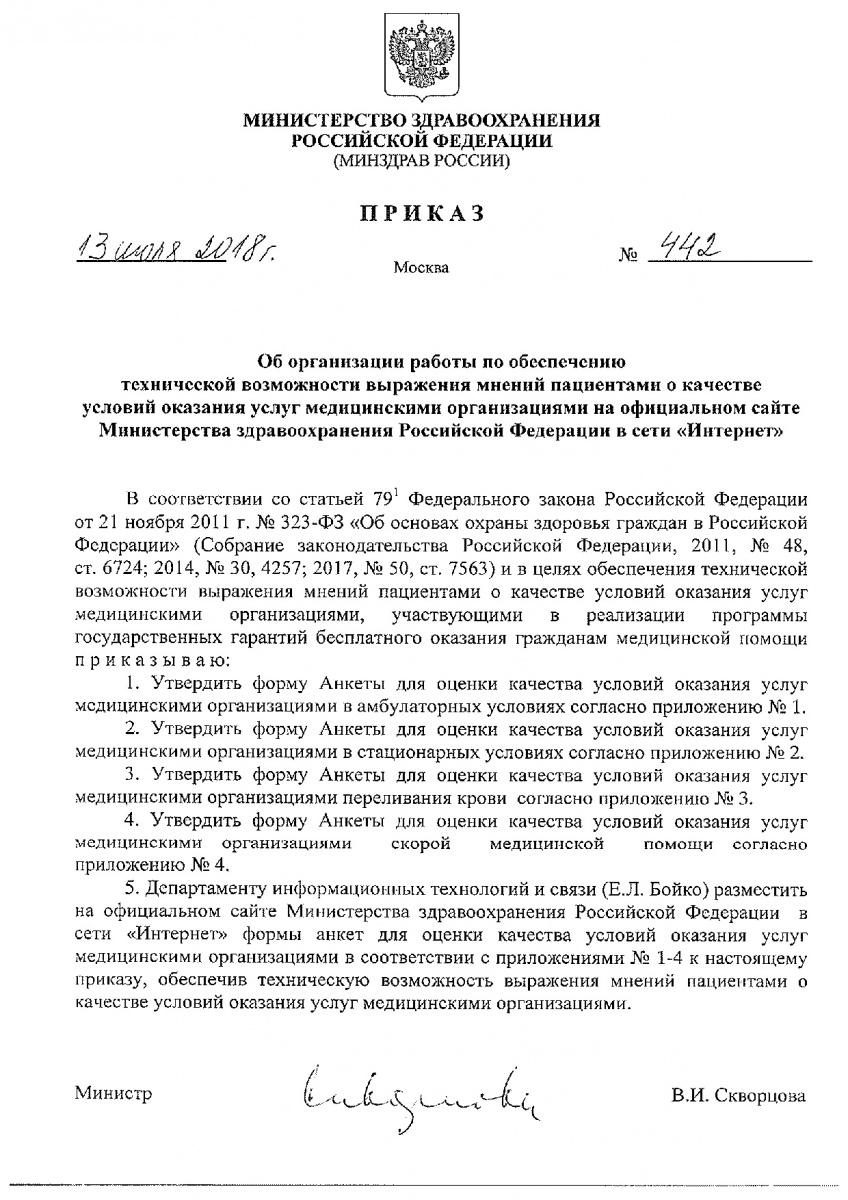 МИНИСТЕРСТВО ЗДРАВООХРАНЕНИЯ
РОССИЙСКОЙ ФЕДЕРАЦИИ
(МИНЗДРАВ РОССИИ)
П Р И К А З
13 июля 2018г.
№ 442
Москва
Об организации работы по обеспечению
технической возможности выражения мнений пациентами о качестве
условий оказания услуг медицинскими организациями на официальном сайте
Министерства здравоохранения Российской Федерации в сети «Интернет»
В соответствии со статьей 79¹ Федерального закона Российской Федерации
от 21 ноября 2011 г. № 323-ФЗ «Об основах охраны здоровья граждан в Российской
Федерации» (Собрание законодательства Российской Федерации, 2011, № 48,
ст. 6724; 2014, № 30, 4257; 2017, № 50, ст. 7563) и в целях обеспечения технической
возможности выражения мнений пациентами о качестве условий оказания услуг
медицинскими организациями, участвующими в реализации программы
государственных гарантий бесплатного оказания гражданам медицинской помощи
п р и к а з ы в а ю:
1. Утвердить форму Анкеты для оценки качества условий оказания услуг
медицинскими организациями в амбулаторных условиях согласно приложению № 1.
2. Утвердить форму Анкеты для оценки качества условий оказания услуг
медицинскими организациями в стационарных условиях согласно приложению № 2.
3. Утвердить форму Анкеты для оценки качества условий оказания услуг
медицинскими организациями переливания крови согласно приложению № 3.
4. Утвердить форму Анкеты для оценки качества условий оказания услуг
медицинскими организациями скорой медицинской помощи согласно
приложению № 4.
5. Департаменту информационных технологий и связи (Е.Л. Бойко) разместить
на официальном сайте Министерства здравоохранения Российской Федерации в
сети «Интернет» формы анкет для оценки качества условий оказания услуг
медицинскими организациями в соответствии с приложениями № 1-4 к настоящему
приказу, обеспечив техническую возможность выражения мнений пациентами о
качестве условий оказания услуг медицинскими организациями.
Министр
В.И. Скворцова